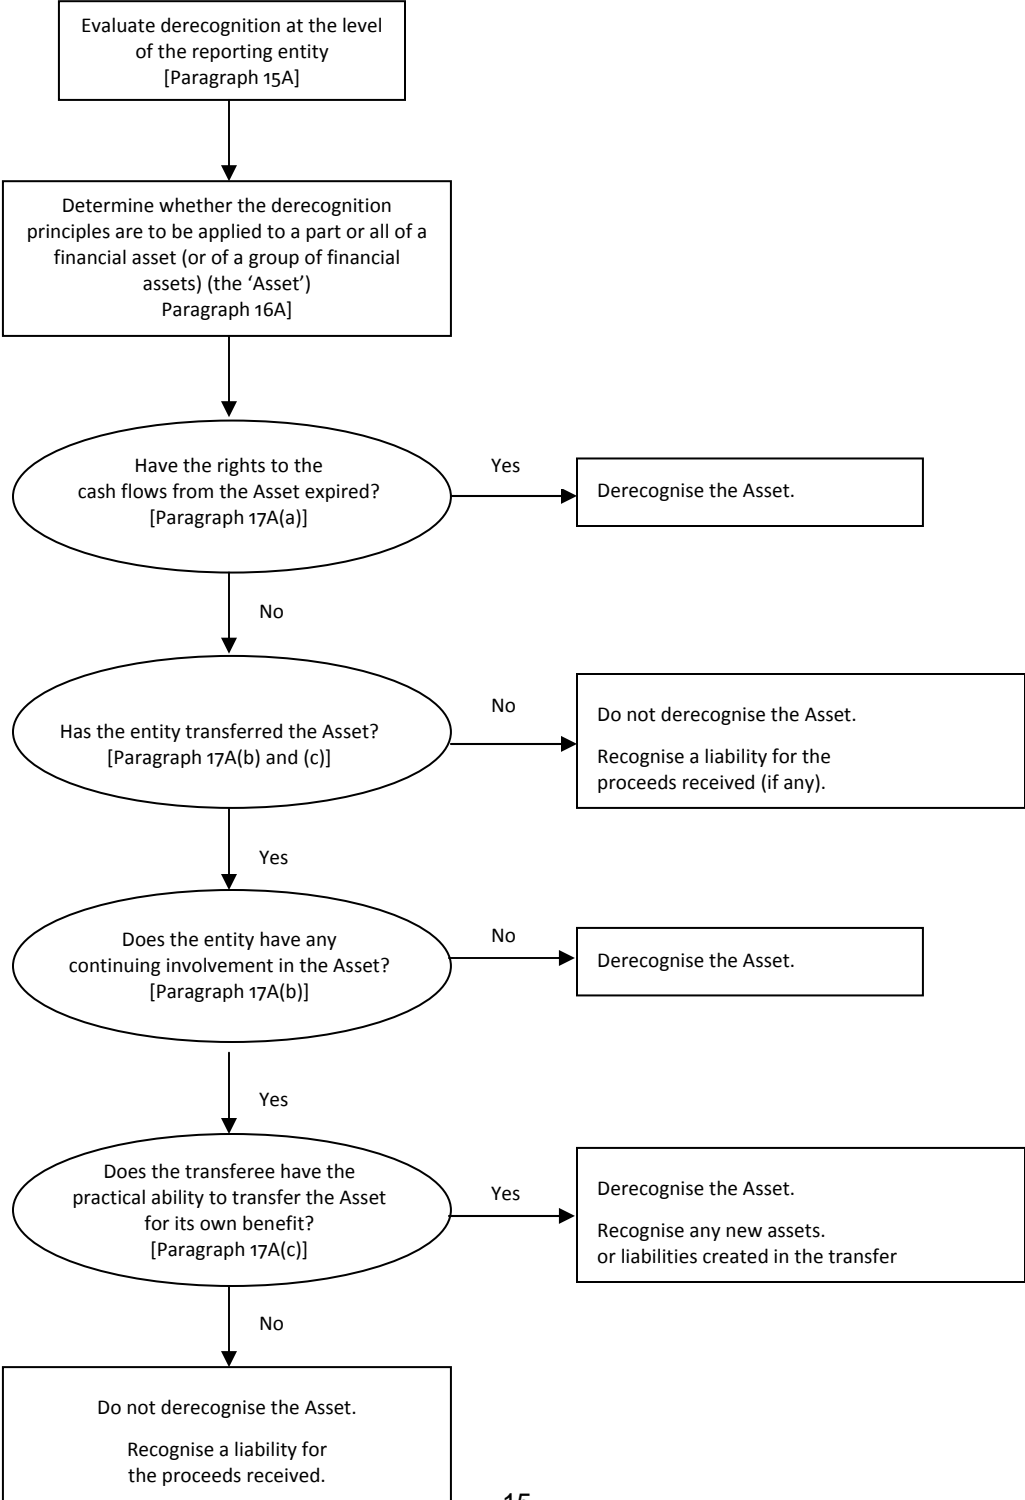 Evaluate derecognition at the level
of the reporting entity
[Paragraph 15A]
Determine whether the derecognition
principles are to be applied to a part or all of a
financial asset (or of a group of financial
assets) (the ‘Asset’)
Paragraph 16A]
Have the rights to the
cash flows from the Asset expired?
[Paragraph 17A(a)]
Yes
Derecognise the Asset.
No
Has the entity transferred the Asset?
[Paragraph 17A(b) and (c)]
No
Do not derecognise the Asset.
Recognise a liability for the
proceeds received (if any).
Yes
Does the entity have any
continuing involvement in the Asset?
[Paragraph 17A(b)]
No
Derecognise the Asset.
Yes
Does the transferee have the
practical ability to transfer the Asset
for its own benefit?
[Paragraph 17A(c)]
Yes
Derecognise the Asset.
Recognise any new assets.
or liabilities created in the transfer
No
Do not derecognise the Asset.
Recognise a liability for
the proceeds received.
15